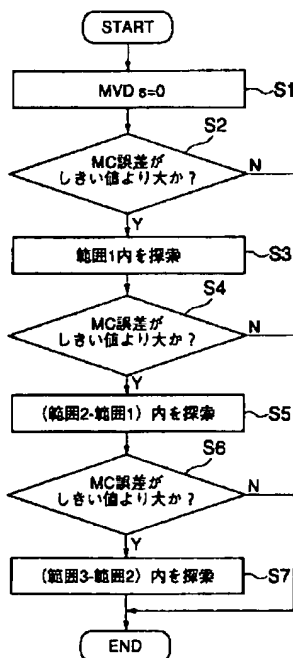 START
MVD δ=0
S1
S2
MC誤差が
しきい値より大か?
N
Y
範囲1内を探索
S3
S4
MC誤差が
しきい値より大か?
N
Y
(範囲2-範囲1) 内を探索
S5
S6
MC誤差が
しきい値より大か?
N
Y
(範囲3-範囲2) 内を探索
S7
END